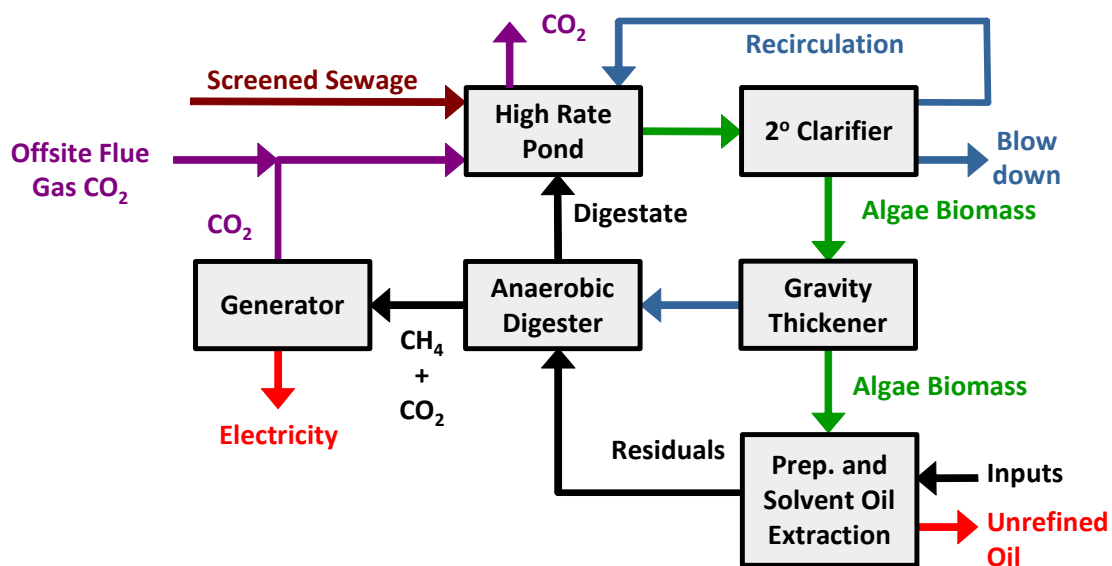 CO₂
Recirculation
Screened Sewage
High Rate
Pond
2º Clarifier
Offsite Flue
Gas CO₂
Blow
down
CO₂
Digestate
Algae Biomass
Generator
Anaerobic
Digester
Gravity
Thickener
CH₄
+
CO₂
Algae Biomass
Electricity
Residuals
Prep. and
Solvent Oil
Extraction
Inputs
Unrefined
Oil